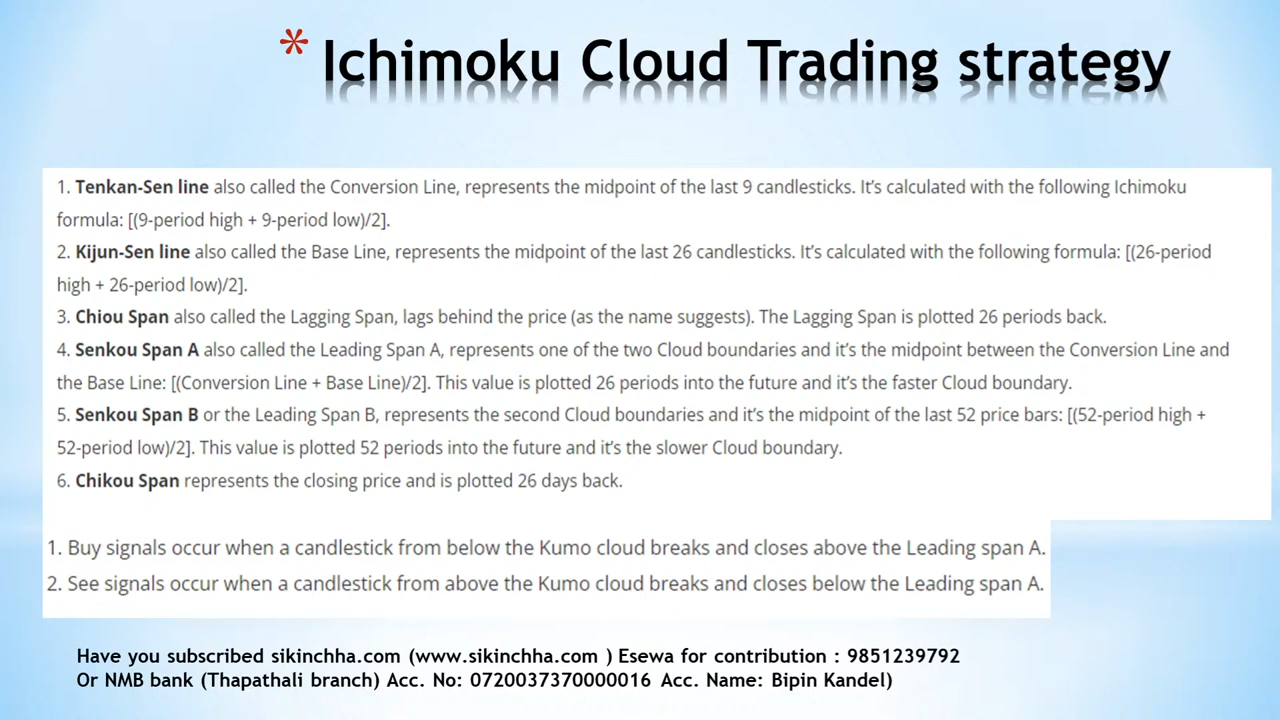 * Ichimoku Cloud Trading strategy
1. Tenkan-Sen line also called the Conversion Line, represents the midpoint of the last 9 candlesticks. It's calculated with the following Ichimoku
formula: [(9-period high + 9-period low)/2].
2. Kijun-Sen line also called the Base Line, represents the midpoint of the last 26 candlesticks. It's calculated with the following formula: [(26-period
high + 26-period low)/2].
3. Chiou Span also called the Lagging Span, lags behind the price (as the name suggests). The Lagging Span is plotted 26 periods back.
4. Senkou Span A also called the Leading Span A, represents one of the two Cloud boundaries and it's the midpoint between the Conversion Line and
the Base Line: [(Conversion Line + Base Line)/2]. This value is plotted 26 periods into the future and it's the faster Cloud boundary.
5. Senkou Span B or the Leading Span B, represents the second Cloud boundaries and it's the midpoint of the last 52 price bars: [(52-period high +
52-period low)/2]. This value is plotted 52 periods into the future and it's the slower Cloud boundary.
6. Chikou Span represents the closing price and is plotted 26 days back.
1. Buy signals occur when a candlestick from below the Kumo cloud breaks and closes above the Leading span A.
2. See signals occur when a candlestick from above the Kumo cloud breaks and closes below the Leading span A.
Have you subscribed sikinchha.com (www.sikinchha.com ) Esewa for contribution : 9851239792
Or NMB bank (Thapathali branch) Acc. No: 0720037370000016 Acc. Name: Bipin Kandel)